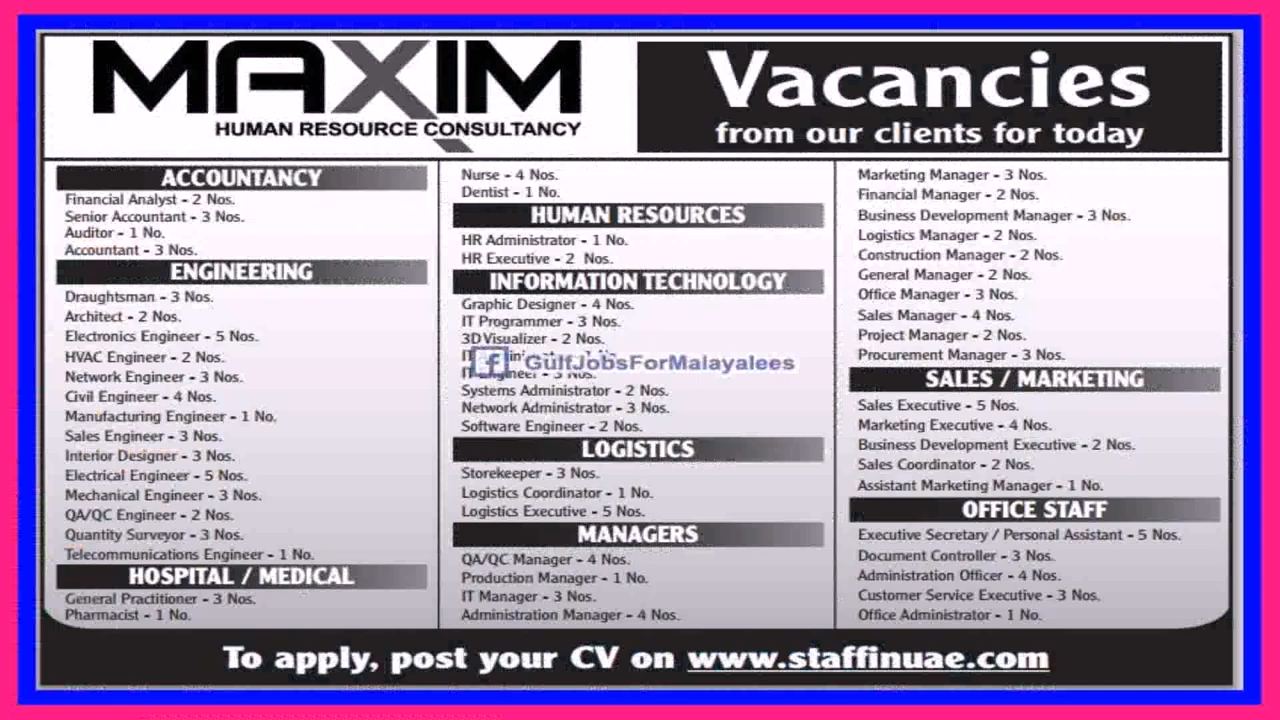 MAXIM
HUMAN RESOURCE CONSULTANCY
Vacancies
from our clients for today
ACCOUNTANCY
Financial Analyst - 2 Nos.
Senior Accountant - 3 Nos.
Auditor - 1 No.
Accountant - 3 Nos.
ENGINEERING
Draughtsman - 3 Nos.
Architect - 2 Nos.
Electronics Engineer - 5 Nos.
HVAC Engineer - 2 Nos.
Network Engineer - 3 Nos.
Civil Engineer - 4 Nos.
Manufacturing Engineer - 1 No.
Sales Engineer - 3 Nos.
Interior Designer - 3 Nos.
Electrical Engineer - 5 Nos.
Mechanical Engineer - 3 Nos.
QA/QC Engineer - 2 Nos.
Quantity Surveyor - 3 Nos.
Telecommunications Engineer - 1 No.
HOSPITAL / MEDICAL
General Practitioner - 3 Nos.
Pharmacist - 1 No.
Nurse - 4 Nos.
Dentist - 1 No.
HUMAN RESOURCES
HR Administrator - 1 No.
HR Executive - 2 Nos.
INFORMATION TECHNOLOGY
Graphic Designer - 4 Nos.
IT Programmer - 3 Nos.
3D Visualizer - 2 Nos.
IT
f GulfJobsForMalayalees
IT Engineer - 3 Nos.
Systems Administrator - 2 Nos.
Network Administrator - 3 Nos.
Software Engineer - 2 Nos.
LOGISTICS
Storekeeper - 3 Nos.
Logistics Coordinator - 1 No.
Logistics Executive - 5 Nos.
MANAGERS
QA/QC Manager - 4 Nos.
Production Manager - 1 No.
IT Manager - 3 Nos.
Administration Manager - 4 Nos.
Marketing Manager - 3 Nos.
Financial Manager - 2 Nos.
Business Development Manager - 3 Nos.
Logistics Manager - 2 Nos.
Construction Manager - 2 Nos.
General Manager - 2 Nos.
Office Manager - 3 Nos.
Sales Manager - 4 Nos.
Project Manager - 2 Nos.
Procurement Manager - 3 Nos.
SALES / MARKETING
Sales Executive - 5 Nos.
Marketing Executive - 4 Nos.
Business Development Executive - 2 Nos.
Sales Coordinator - 2 Nos.
Assistant Marketing Manager - 1 No.
OFFICE STAFF
Executive Secretary / Personal Assistant - 5 Nos.
Document Controller - 3 Nos.
Administration Officer - 4 Nos.
Customer Service Executive - 3 Nos.
Office Administrator - 1 No.
To apply, post your CV on www.staffinuae.com